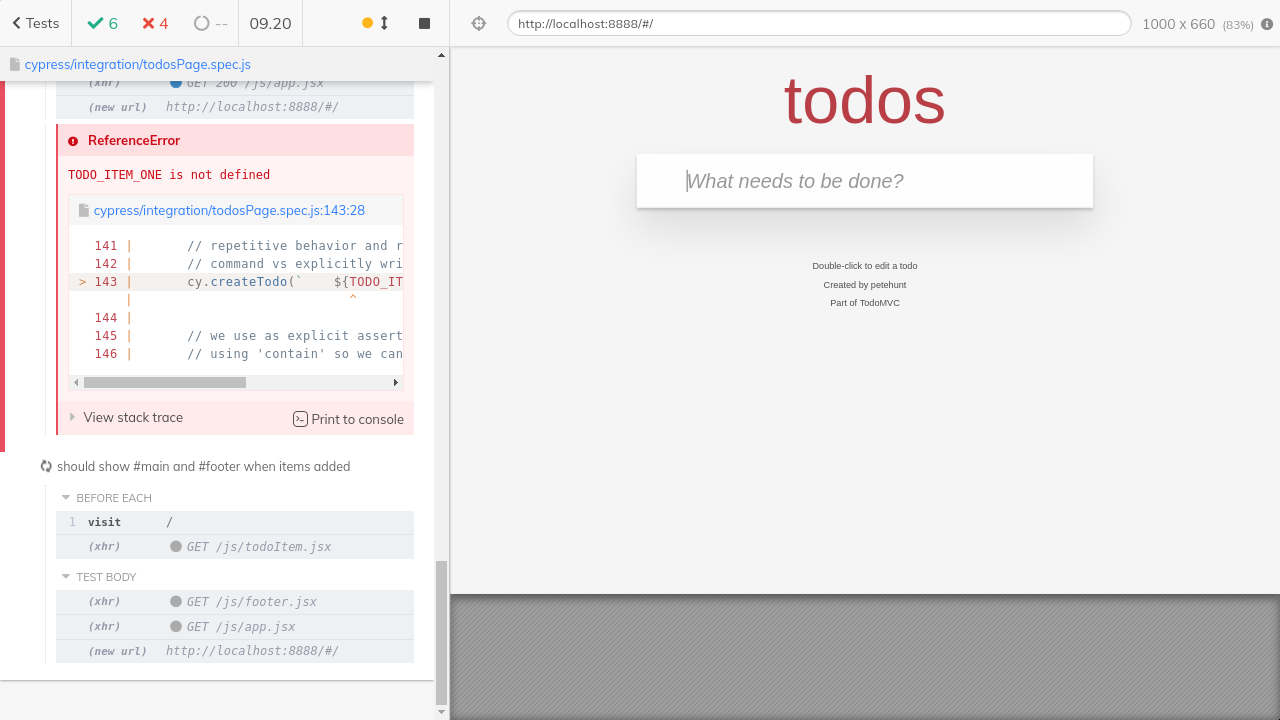 Tests
6
4
--
09.20
http://localhost:8888/#/
1000 x 660 (83%)
cypress/integration/todosPage.spec.js
(xhr) GET 200 /js/app.jsx
(new url) http://localhost:8888/#/
ReferenceError
TODO_ITEM_ONE is not defined
cypress/integration/todosPage.spec.js:143:28
141 | // repetitive behavior and r
142 | // command vs explicitly wri
> 143 | cy.createTodo(` ${TODO_IT
| ^
144 |
145 | // we use as explicit assert
146 | // using 'contain' so we can
View stack trace
Print to console
should show #main and #footer when items added
BEFORE EACH
1 visit /
(xhr) GET /js/todoItem.jsx
TEST BODY
(xhr) GET /js/footer.jsx
(xhr) GET /js/app.jsx
(new url) http://localhost:8888/#/
todos
What needs to be done?
Double-click to edit a todo
Created by petehunt
Part of TodoMVC